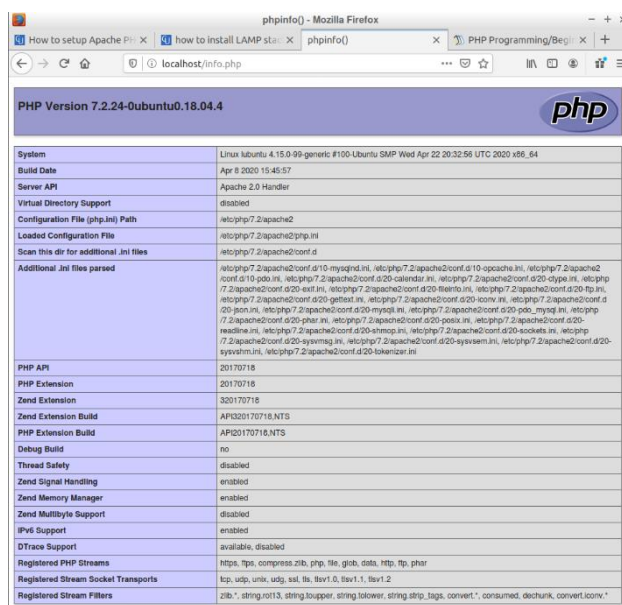 phpinfo() - Mozilla Firefox
How to setup Apache PH
how to install LAMP stac
phpinfo()
PHP Programming/Begi
localhost/info.php
PHP Version 7.2.24-0ubuntu0.18.04.4
php
System Linux lubuntu 4.15.0-99-generic #100-Ubuntu SMP Wed Apr 22 20:32:56 UTC 2020 x86_64
Build Date Apr 8 2020 15:45:57
Server API Apache 2.0 Handler
Virtual Directory Support disabled
Configuration File (php.ini) Path /etc/php/7.2/apache2
Loaded Configuration File /etc/php/7.2/apache2/php.ini
Scan this dir for additional .ini files /etc/php/7.2/apache2/conf.d
Additional .ini files parsed /etc/php/7.2/apache2/conf.d/10-mysqlnd.ini, /etc/php/7.2/apache2/conf.d/10-opcache.ini, /etc/php/7.2/apache2
/conf.d/10-pdo.ini, /etc/php/7.2/apache2/conf.d/20-calendar.ini, /etc/php/7.2/apache2/conf.d/20-ctype.ini, /etc/php
/7.2/apache2/conf.d/20-exif.ini, /etc/php/7.2/apache2/conf.d/20-fileinfo.ini, /etc/php/7.2/apache2/conf.d/20-ftp.ini,
/etc/php/7.2/apache2/conf.d/20-gettext.ini, /etc/php/7.2/apache2/conf.d/20-iconv.ini, /etc/php/7.2/apache2/conf.d
/20-json.ini, /etc/php/7.2/apache2/conf.d/20-mysqli.ini, /etc/php/7.2/apache2/conf.d/20-pdo_mysql.ini, /etc/php
/7.2/apache2/conf.d/20-phar.ini, /etc/php/7.2/apache2/conf.d/20-posix.ini, /etc/php/7.2/apache2/conf.d/20-
readline.ini, /etc/php/7.2/apache2/conf.d/20-shmop.ini, /etc/php/7.2/apache2/conf.d/20-sockets.ini, /etc/php
/7.2/apache2/conf.d/20-sysvmsg.ini, /etc/php/7.2/apache2/conf.d/20-sysvsem.ini, /etc/php/7.2/apache2/conf.d/20-
sysvshm.ini, /etc/php/7.2/apache2/conf.d/20-tokenizer.ini
PHP API 20170718
PHP Extension 20170718
Zend Extension 320170718
Zend Extension Build API320170718,NTS
PHP Extension Build API20170718,NTS
Debug Build no
Thread Safety disabled
Zend Signal Handling enabled
Zend Memory Manager enabled
Zend Multibyte Support disabled
IPv6 Support enabled
DTrace Support available, disabled
Registered PHP Streams https, ftps, compress.zlib, php, file, glob, data, http, ftp, phar
Registered Stream Socket Transports tcp, udp, unix, udg, ssl, tls, tlsv1.0, tlsv1.1, tlsv1.2
Registered Stream Filters zlib.*, string.rot13, string.toupper, string.tolower, string.strip_tags, convert.*, consumed, dechunk, convert.iconv.*